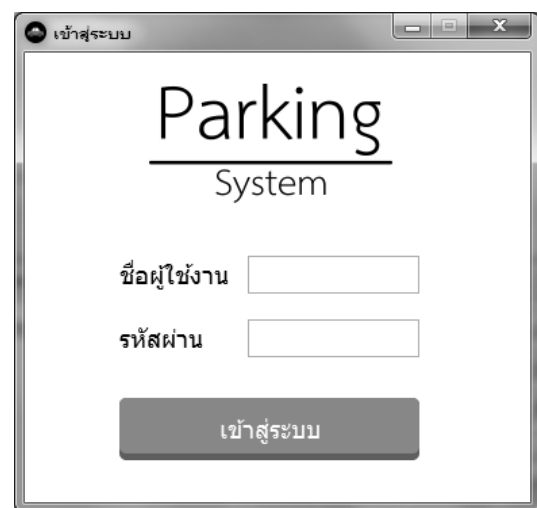 เข้าสู่ระบบ
Parking
System
ชื่อผู้ใช้งาน
รหัสผ่าน
เข้าสู่ระบบ